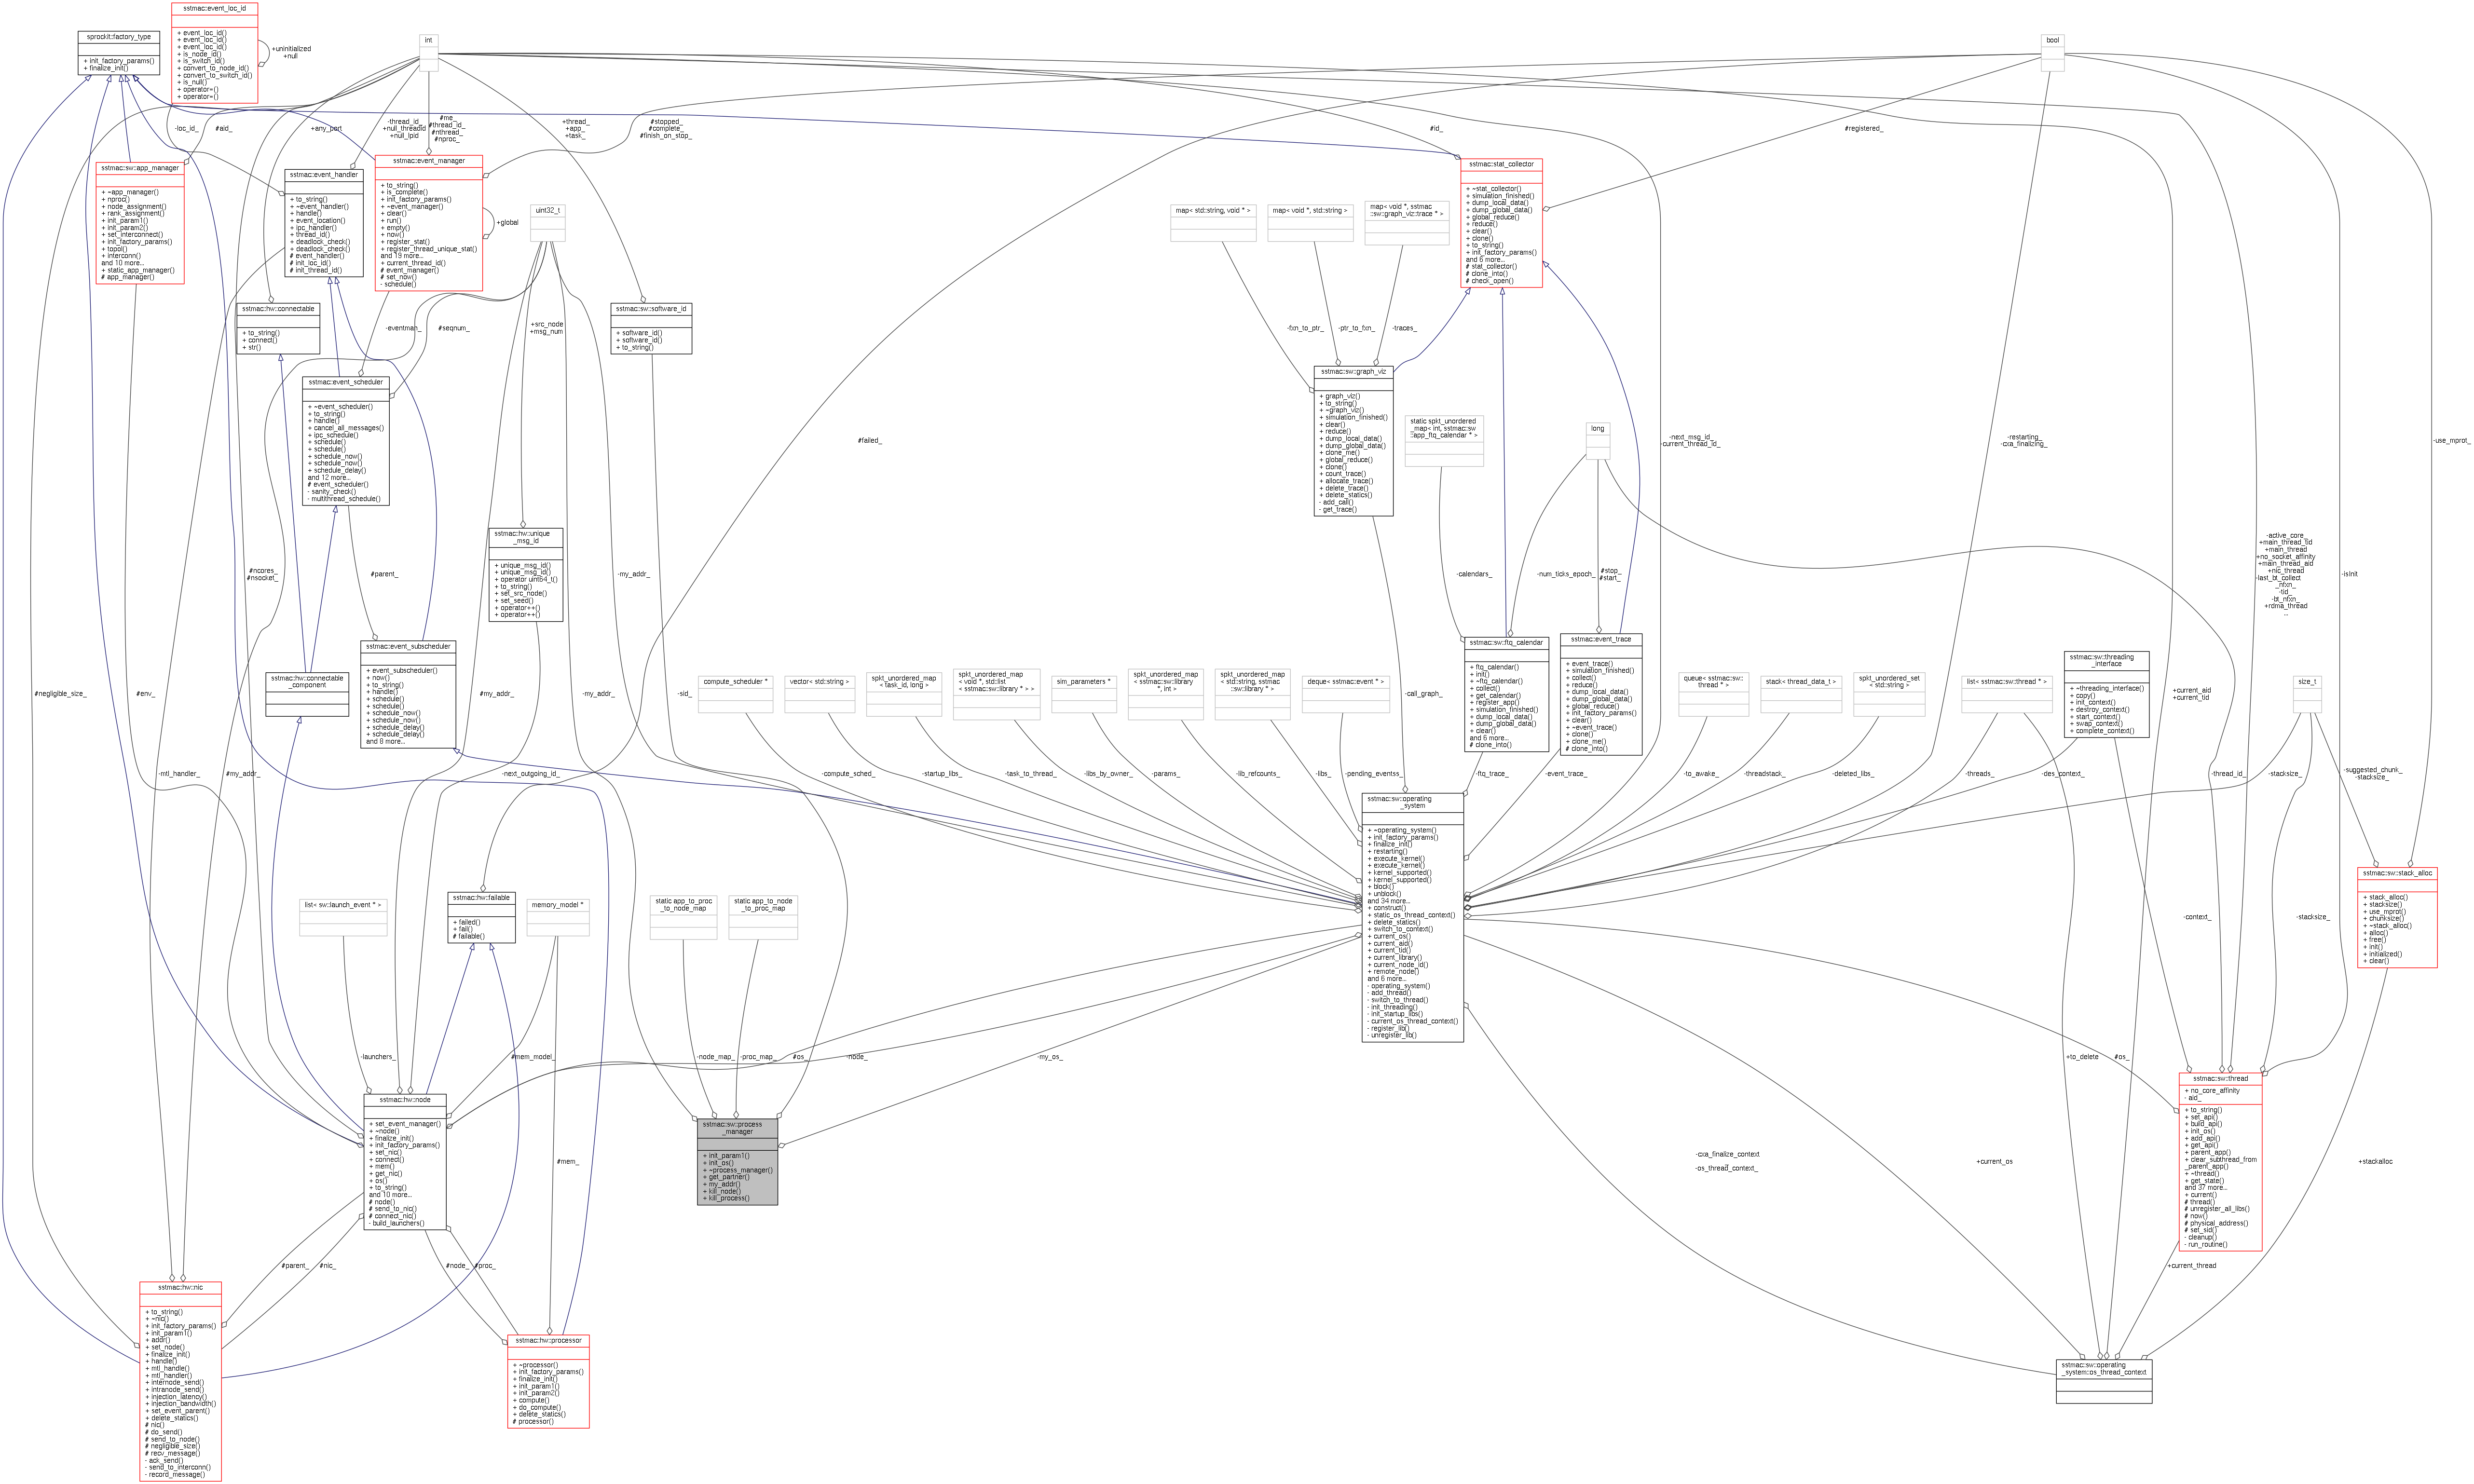 sstmac::event_loc_id
+ event_loc_id()
+ event_loc_id()
+ event_loc_id()
+ is_node_id()
+ is_switch_id()
+ convert_to_node_id()
+ convert_to_switch_id()
+ is_null()
+ operator=()
+ operator=()
+uninitialized
+null
sprockit::factory_type
+ init_factory_params()
+ finalize_init()
int
bool
-loc_id_
#aid_
+any_port
-thread_id_
+null_threadid
+null_lpid
#me_
#thread_id_
#nthread_
#nproc_
+thread_
+app_
+task_
#stopped_
#complete_
#finish_on_stop_
#id_
#registered_
sstmac::sw::app_manager
+ ~app_manager()
+ nproc()
+ node_assignment()
+ rank_assignment()
+ init_param1()
+ init_param2()
+ set_interconnect()
+ init_factory_params()
+ topol()
+ interconn()
and 10 more...
+ static_app_manager()
# app_manager()
sstmac::event_handler
+ to_string()
+ ~event_handler()
+ handle()
+ event_location()
+ ipc_handler()
+ thread_id()
+ deadlock_check()
+ deadlock_check()
# event_handler()
# init_loc_id()
# init_thread_id()
sstmac::event_manager
+ to_string()
+ is_complete()
+ init_factory_params()
+ ~event_manager()
+ clear()
+ run()
+ empty()
+ now()
+ register_stat()
+ register_thread_unique_stat()
and 19 more...
+ current_thread_id()
# event_manager()
# set_now()
- schedule()
+global
uint32_t
sstmac::stat_collector
+ ~stat_collector()
+ simulation_finished()
+ dump_local_data()
+ dump_global_data()
+ global_reduce()
+ reduce()
+ clear()
+ clone()
+ to_string()
+ init_factory_params()
and 6 more...
# stat_collector()
# clone_into()
# check_open()
map< std::string, void * >
map< void *, std::string >
map< void *, sstmac
::sw::graph_viz::trace * >
sstmac::hw::connectable
+ to_string()
+ connect()
+ str()
-eventman_
#seqnum_
+src_node
+msg_num
sstmac::sw::software_id
+ software_id()
+ software_id()
+ to_string()
-fxn_to_ptr_
-ptr_to_fxn_
-traces_
sstmac::event_scheduler
+ ~event_scheduler()
+ to_string()
+ handle()
+ cancel_all_messages()
+ ipc_schedule()
+ schedule()
+ schedule()
+ schedule_now()
+ schedule_now()
+ schedule_delay()
and 12 more...
# event_scheduler()
- sanity_check()
- multithread_schedule()
sstmac::sw::graph_viz
+ graph_viz()
+ to_string()
+ ~graph_viz()
+ simulation_finished()
+ clear()
+ reduce()
+ dump_local_data()
+ dump_global_data()
+ clone_me()
+ global_reduce()
+ clone()
+ count_trace()
+ allocate_trace()
+ delete_trace()
+ delete_statics()
- add_call()
- get_trace()
#failed_
static spkt_unordered
_map< int, sstmac::sw
::app_ftq_calendar * >
long
-next_msg_id_
-current_thread_id_
-restarting_
-cxa_finalizing_
-use_mprot_
sstmac::hw::unique
_msg_id
+ unique_msg_id()
+ unique_msg_id()
+ operator uint64_t()
+ to_string()
+ set_src_node()
+ set_seed()
+ operator++()
+ operator++()
#ncores_
#nsocket_
#parent_
-my_addr_
-calendars_
-num_ticks_epoch_
#stop_
#start_
-active_core_
+main_thread_tid
+main_thread
+no_socket_affinity
+main_thread_aid
+nic_thread
-last_bt_collect
_nfxn_
-tid_
-bt_nfxn_
+rdma_thread
...
-isInit
sstmac::event_subscheduler
+ event_subscheduler()
+ now()
+ to_string()
+ handle()
+ schedule()
+ schedule()
+ schedule_now()
+ schedule_now()
+ schedule_delay()
+ schedule_delay()
and 8 more...
sstmac::hw::connectable
_component
#negligible_size_
#env_
#my_addr_
-my_addr_
-sid_
compute_scheduler *
vector< std::string >
spkt_unordered_map
< task_id, long >
spkt_unordered_map
< void *, std::list
< sstmac::sw::library * > >
sim_parameters *
spkt_unordered_map
< sstmac::sw::library
*, int >
spkt_unordered_map
< std::string, sstmac
::sw::library * >
deque< sstmac::event * >
-call_graph_
sstmac::sw::ftq_calendar
+ ftq_calendar()
+ init()
+ ~ftq_calendar()
+ collect()
+ get_calendar()
+ register_app()
+ simulation_finished()
+ dump_local_data()
+ dump_global_data()
+ clear()
and 6 more...
# clone_into()
sstmac::event_trace
+ event_trace()
+ simulation_finished()
+ collect()
+ reduce()
+ dump_local_data()
+ dump_global_data()
+ global_reduce()
+ init_factory_params()
+ clear()
+ ~event_trace()
+ clone()
+ clone_me()
# clone_into()
queue< sstmac::sw::
thread * >
stack< thread_data_t >
spkt_unordered_set
< std::string >
list< sstmac::sw::thread * >
sstmac::sw::threading
_interface
+ ~threading_interface()
+ copy()
+ init_context()
+ destroy_context()
+ start_context()
+ swap_context()
+ complete_context()
+current_aid
+current_tid
size_t
-mtl_handler_
#my_addr_
-next_outgoing_id_
-compute_sched_
-startup_libs_
-task_to_thread_
-libs_by_owner_
-params_
-lib_refcounts_
-libs_
-pending_eventss_
-ftq_trace_
-event_trace_
-to_awake_
-threadstack_
-deleted_libs_
-threads_
-des_context_
-thread_id_
-stacksize_
-suggested_chunk_
-stacksize_
sstmac::sw::operating
_system
+ ~operating_system()
+ init_factory_params()
+ finalize_init()
+ restarting()
+ execute_kernel()
+ execute_kernel()
+ kernel_supported()
+ kernel_supported()
+ block()
+ unblock()
and 34 more...
+ construct()
+ static_os_thread_context()
+ delete_statics()
+ switch_to_context()
+ current_os()
+ current_aid()
+ current_tid()
+ current_library()
+ current_node_id()
+ remote_node()
and 6 more...
- operating_system()
- add_thread()
- switch_to_thread()
- init_threading()
- init_startup_libs()
- current_os_thread_context()
- register_lib()
- unregister_lib()
list< sw::launch_event * >
sstmac::hw::failable
+ failed()
+ fail()
# failable()
memory_model *
static app_to_proc
_to_node_map
static app_to_node
_to_proc_map
-context_
-stacksize_
sstmac::sw::stack_alloc
+ stack_alloc()
+ stacksize()
+ use_mprot()
+ chunksize()
+ ~stack_alloc()
+ alloc()
+ free()
+ init()
+ initialized()
+ clear()
-launchers_
#mem_model_
-node_map_
-proc_map_
#os_
-node_
-my_os_
+to_delete
#os_
sstmac::hw::node
+ set_event_manager()
+ ~node()
+ finalize_init()
+ init_factory_params()
+ set_nic()
+ connect()
+ mem()
+ get_nic()
+ os()
+ to_string()
and 10 more...
# node()
# send_to_nic()
# connect_nic()
- build_launchers()
sstmac::sw::process
_manager
+ init_param1()
+ init_os()
+ ~process_manager()
+ get_partner()
+ my_addr()
+ kill_node()
+ kill_process()
sstmac::sw::thread
+ no_core_affinity
- aid_
+ to_string()
+ set_api()
+ build_api()
+ init_os()
+ add_api()
+ get_api()
+ parent_app()
+ clear_subthread_from
_parent_app()
+ ~thread()
+ get_state()
and 37 more...
+ current()
# thread()
# unregister_all_libs()
# now()
# physical_address()
# set_sid()
- cleanup()
- run_routine()
#mem_
-cxa_finalize_context
_
-os_thread_context_
+current_os
+stackalloc
#parent_
#nic_
#node_
#proc_
+current_thread
sstmac::hw::nic
+ to_string()
+ ~nic()
+ init_factory_params()
+ init_param1()
+ addr()
+ set_node()
+ finalize_init()
+ handle()
+ mtl_handle()
+ mtl_handler()
+ internode_send()
+ intranode_send()
+ injection_latency()
+ injection_bandwidth()
+ set_event_parent()
+ delete_statics()
# nic()
# do_send()
# send_to_node()
# negligible_size()
# recv_message()
- ack_send()
- send_to_interconn()
- record_message()
sstmac::hw::processor
+ ~processor()
+ init_factory_params()
+ finalize_init()
+ init_param1()
+ init_param2()
+ compute()
+ do_compute()
+ delete_statics()
# processor()
sstmac::sw::operating
_system::os_thread_context